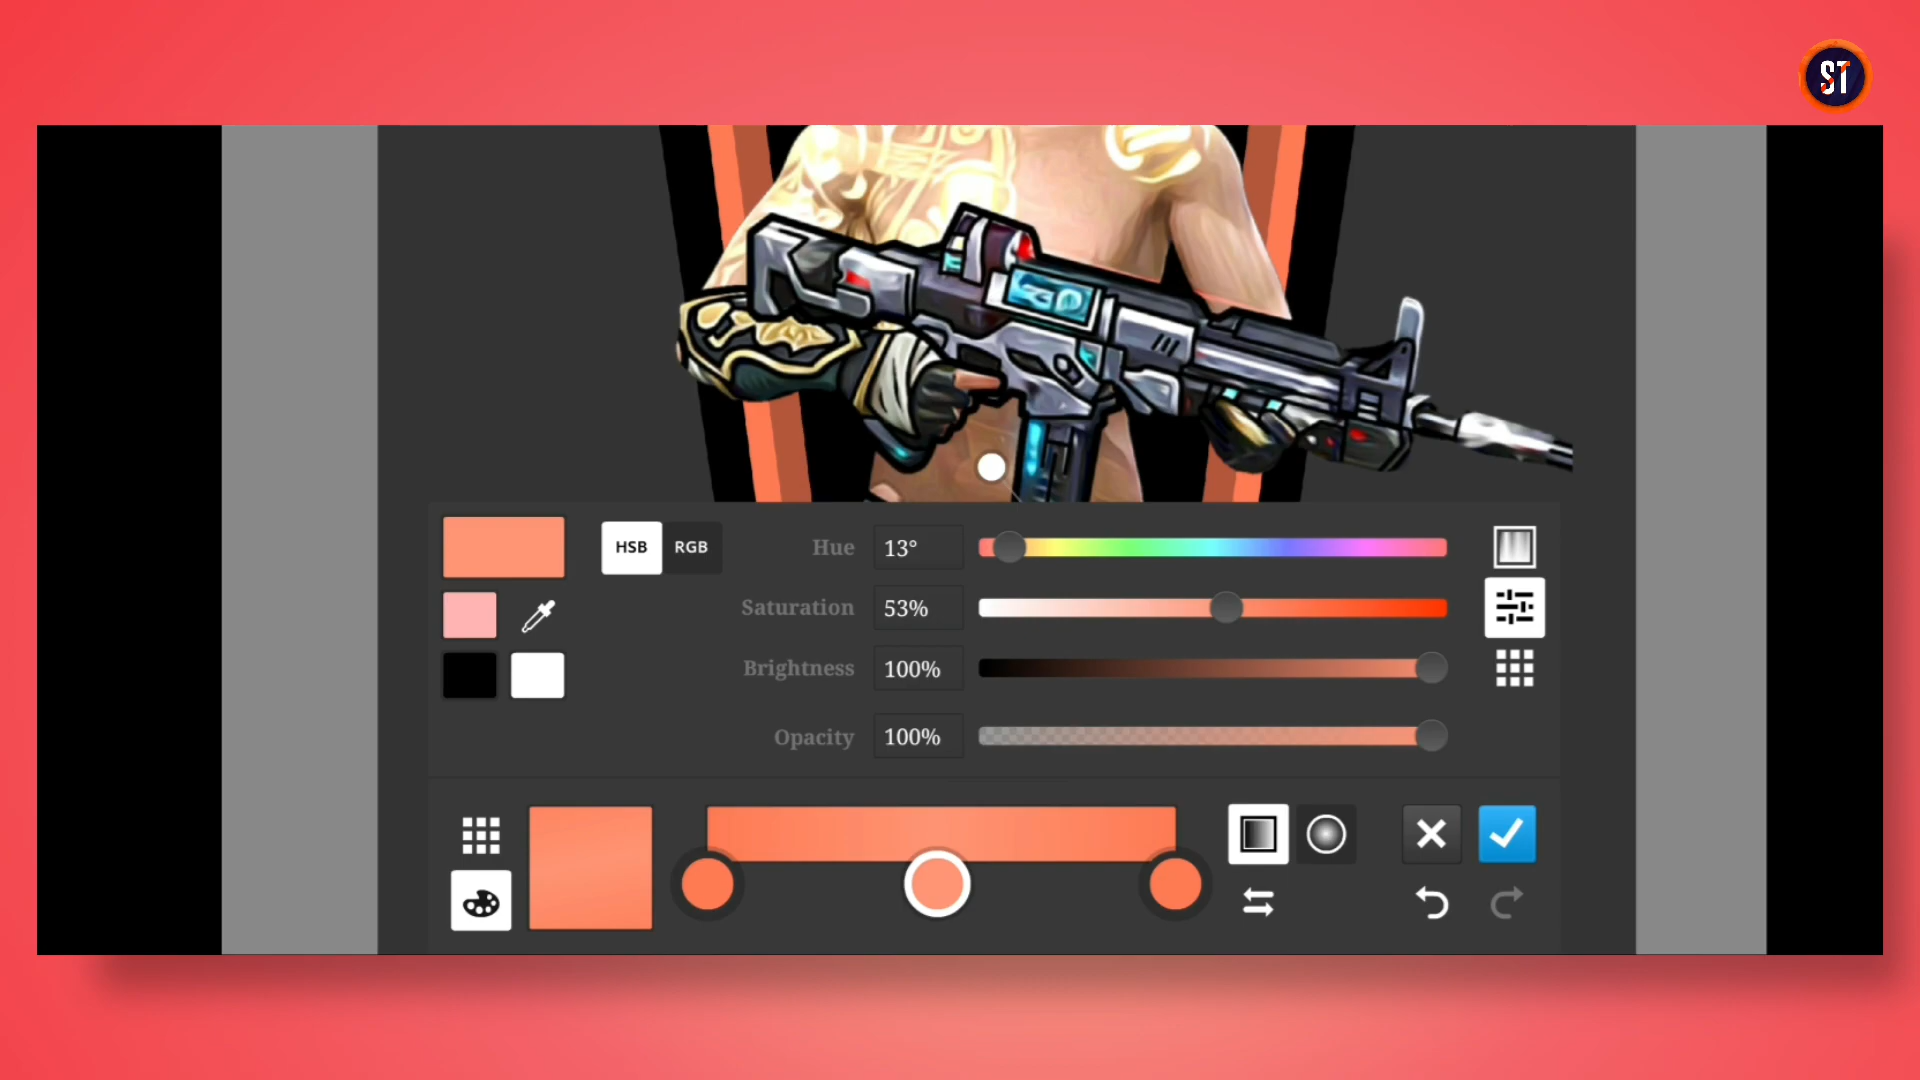 ST
HSB RGB Hue 13°
Saturation 53%
Brightness 100%
Opacity 100%